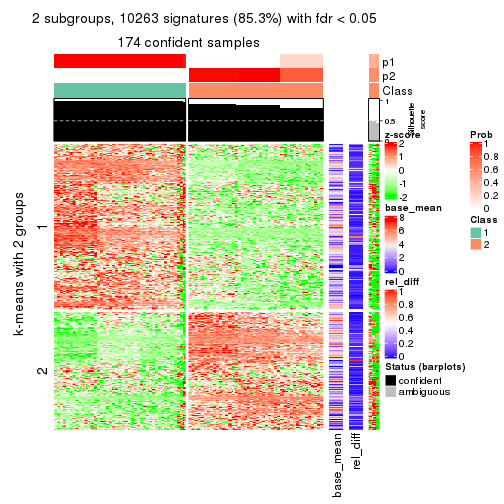 2 subgroups, 10263 signatures (85.3%) with fdr < 0.05
174 confident samples
p1
p2
Class
1
0.5
0
Silhouette
score
k-means with 2 groups
1
2
base_mean
rel_diff
z-score
2
1
0
-1
-2
base_mean
8
6
4
2
0
rel_diff
1
0.8
0.6
0.4
0.2
0
Status (barplots)
confident
ambiguous
Prob
1
0.8
0.6
0.4
0.2
0
Class
1
2